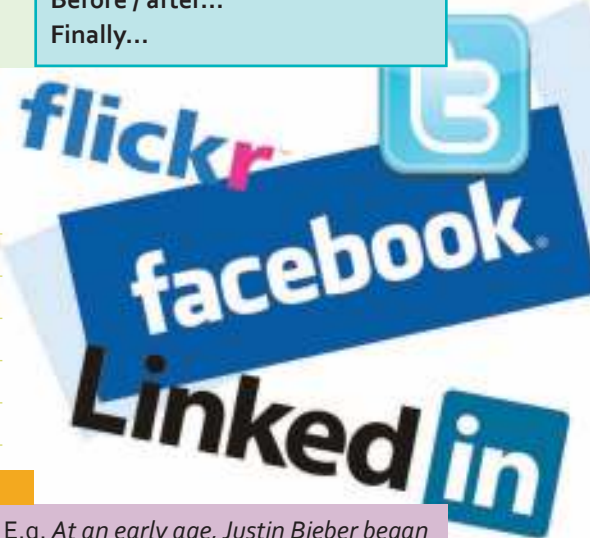 Before / after...
Finally...
flickr
t
facebook
Linked in
E.g. At an early age, Justin Bieber began